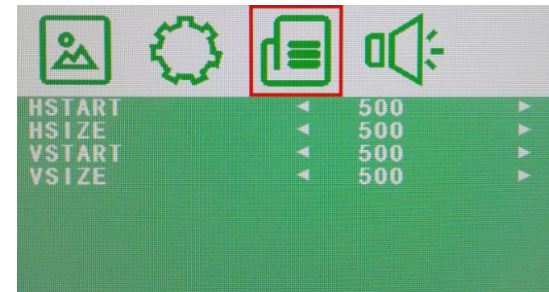 HSTART ◄ 500 ►
HSIZE ◄ 500 ►
VSTART ◄ 500 ►
VSIZE ◄ 500 ►